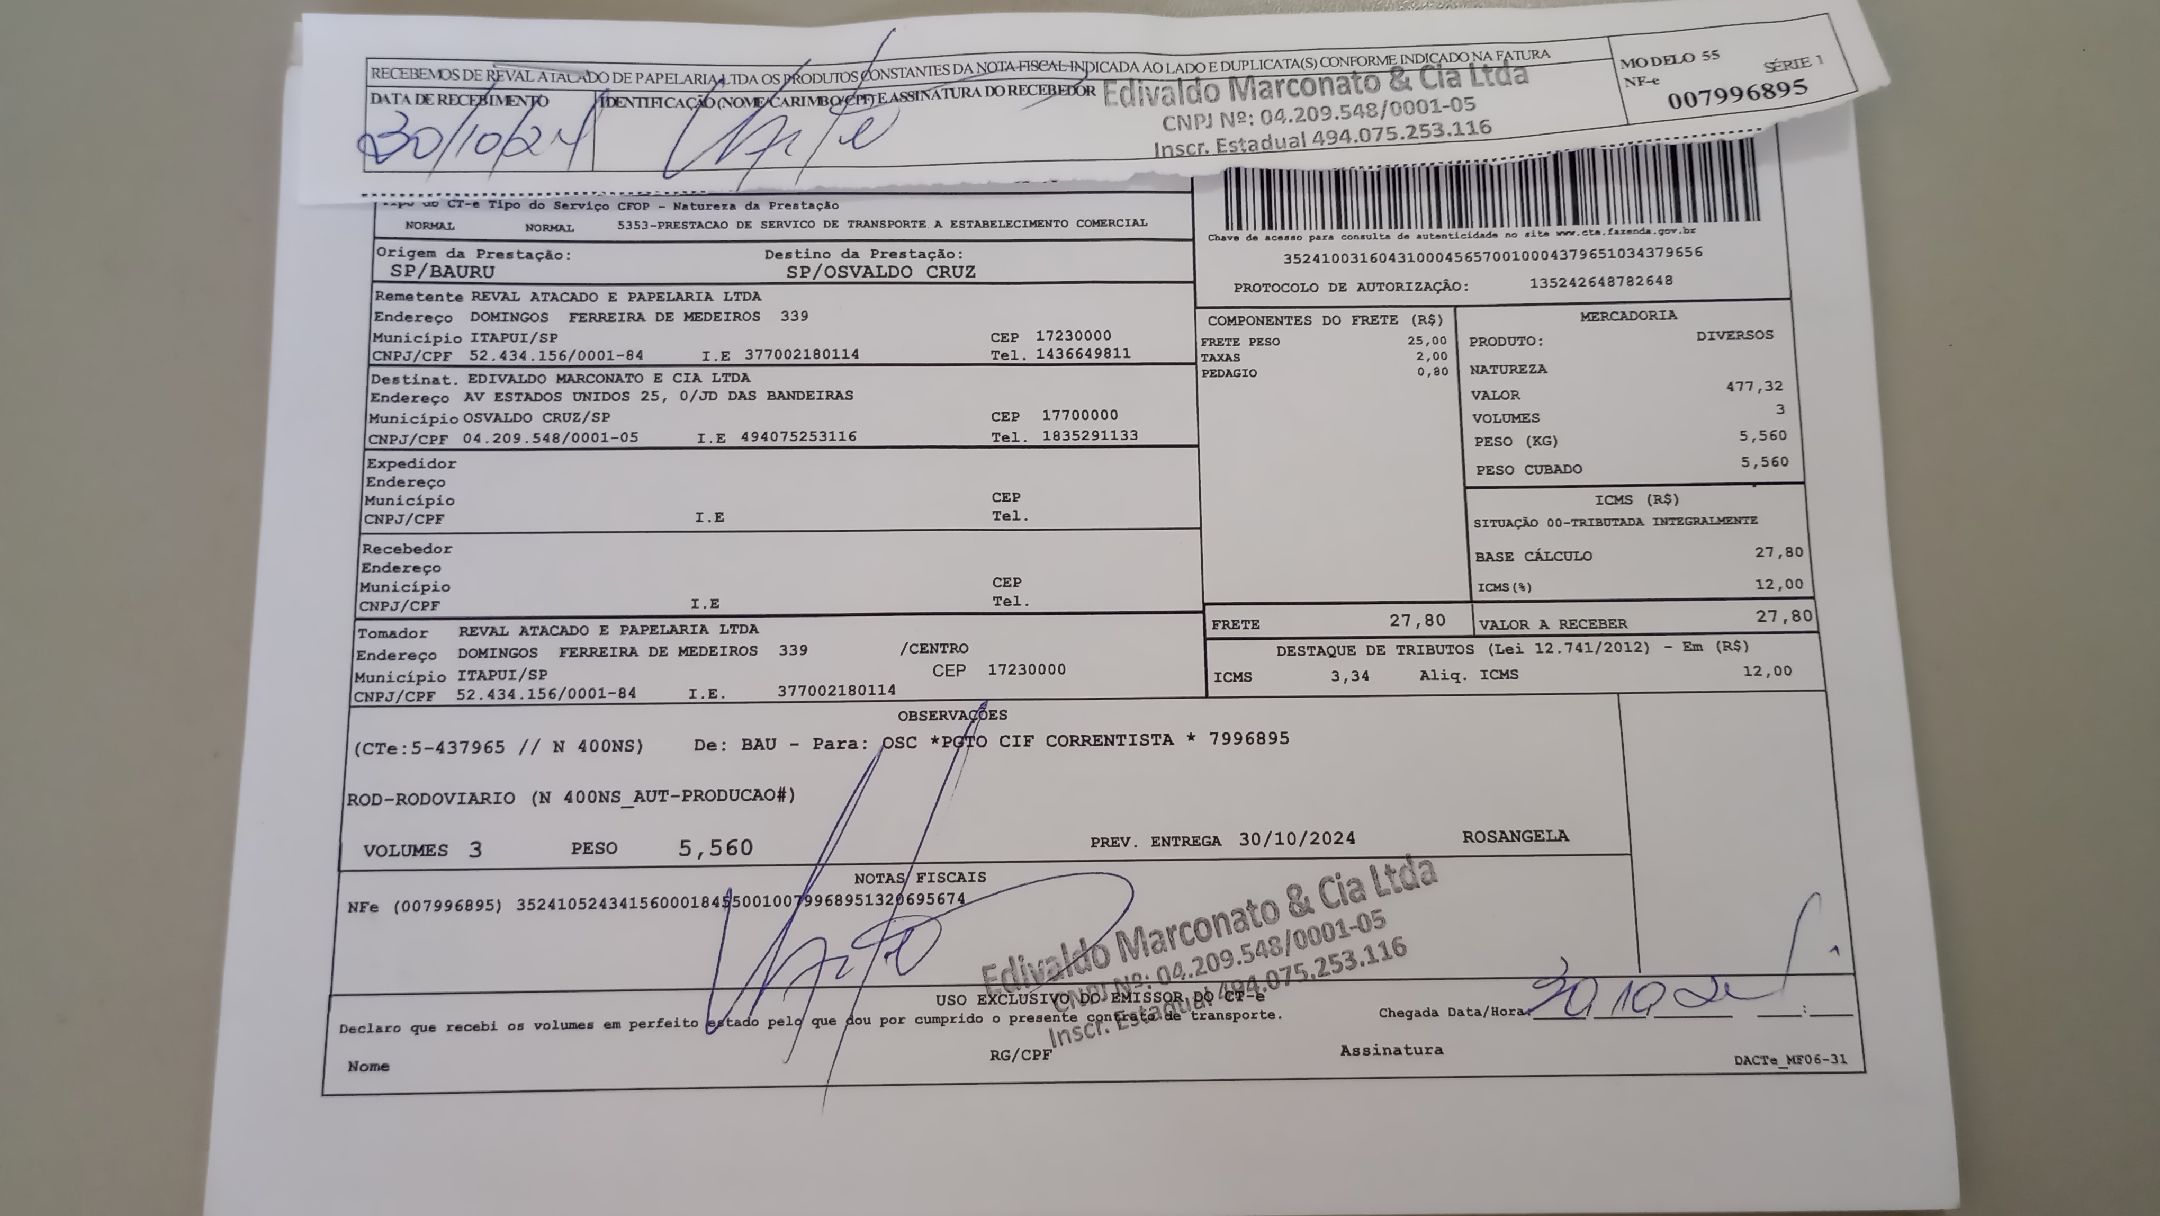 RECEBEMOS DE REVAL ATACADO DE PAPELARIA LTDA OS PRODUTOS CONSTANTES DA NOTA FISCAL INDICADA AO LADO E DUPLICATA(S) CONFORME INDICADO NA FATURA
MODELO 55 SÉRIE 1
NF-e
007996895
DATA DE RECEBIMENTO IDENTIFICAÇÃO (NOME/CARIMBO/CPF) E ASSINATURA DO RECEBEDOR
30/10/24
Edivaldo Marconato & Cia Ltda
CNPJ Nº: 04.209.548/0001-05
Inscr. Estadual 494.075.253.116
CT-e Tipo do Serviço CFOP - Natureza da Prestação
NORMAL NORMAL 5353-PRESTACAO DE SERVICO DE TRANSPORTE A ESTABELECIMENTO COMERCIAL
Chave de acesso para consulta de autenticidade no site www.cte.fazenda.gov.br
35241003160431000456570010004379651034379656
PROTOCOLO DE AUTORIZAÇÃO: 135242648782648
Origem da Prestação: Destino da Prestação:
SP/BAURU SP/OSVALDO CRUZ
Remetente REVAL ATACADO E PAPELARIA LTDA
Endereço DOMINGOS FERREIRA DE MEDEIROS 339
Município ITAPUI/SP CEP 17230000
CNPJ/CPF 52.434.156/0001-84 I.E 377002180114 Tel. 1436649811
Destinat. EDIVALDO MARCONATO E CIA LTDA
Endereço AV ESTADOS UNIDOS 25, 0/JD DAS BANDEIRAS
Município OSVALDO CRUZ/SP CEP 17700000
CNPJ/CPF 04.209.548/0001-05 I.E 494075253116 Tel. 1835291133
Expedidor
Endereço
Município CEP
CNPJ/CPF I.E Tel.
Recebedor
Endereço
Município CEP
CNPJ/CPF I.E Tel.
Tomador REVAL ATACADO E PAPELARIA LTDA
Endereço DOMINGOS FERREIRA DE MEDEIROS 339 /CENTRO
Município ITAPUI/SP CEP 17230000
CNPJ/CPF 52.434.156/0001-84 I.E. 377002180114
COMPONENTES DO FRETE (R$)
FRETE PESO 25,00
TAXAS 2,00
PEDAGIO 0,80
MERCADORIA
PRODUTO: DIVERSOS
NATUREZA
VALOR 477,32
VOLUMES 3
PESO (KG) 5,560
PESO CUBADO 5,560
ICMS (R$)
SITUAÇÃO 00-TRIBUTADA INTEGRALMENTE
BASE CÁLCULO 27,80
ICMS(%) 12,00
FRETE 27,80 VALOR A RECEBER 27,80
DESTAQUE DE TRIBUTOS (Lei 12.741/2012) - Em (R$)
ICMS 3,34 Aliq. ICMS 12,00
OBSERVAÇÕES
(CTe:5-437965 // N 400NS) De: BAU - Para: OSC *PGTO CIF CORRENTISTA * 7996895
ROD-RODOVIARIO (N 400NS_AUT-PRODUCAO#)
VOLUMES 3 PESO 5,560 PREV. ENTREGA 30/10/2024 ROSANGELA
NOTAS FISCAIS
NFe (007996895) 35241052434156000184550010079968951320695674
Edivaldo Marconato & Cia Ltda
CNPJ Nº: 04.209.548/0001-05
Inscr. Estadual 494.075.253.116
USO EXCLUSIVO DO EMISSOR DO CT-e
Declaro que recebi os volumes em perfeito estado pelo que dou por cumprido o presente contrato de transporte. Chegada Data/Hora: 30 10
Nome RG/CPF Assinatura
DACTe_MF06-31